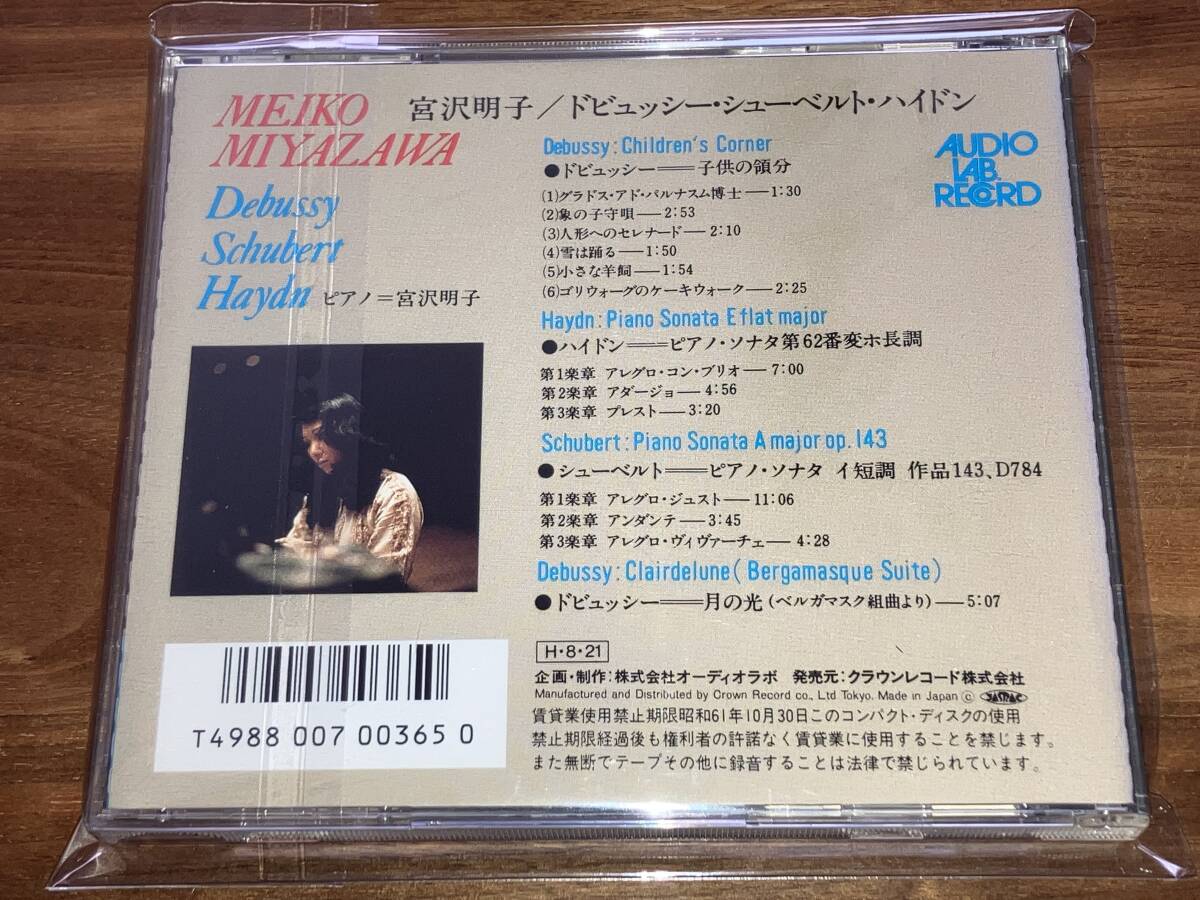 MEIKO
MIYAZAWA
Debussy
Schubert
Haydn ピアノ=宮沢明子
宮沢明子/ドビュッシー・シューベルト・ハイドン
Debussy:Children's Corner
●ドビュッシー══子供の領分
(1)グラドス・アド・パルナスム博士──1:30
(2)象の子守唄──2:53
(3)人形へのセレナード──2:10
(4)雪は踊る──1:50
(5)小さな羊飼──1:54
(6)ゴリウォーグのケーキウォーク──2:25
Haydn:Piano Sonata E flat major
●ハイドン══ピアノ・ソナタ第62番変ホ長調
第1楽章 アレグロ・コン・ブリオ──7:00
第2楽章 アダージョ──4:56
第3楽章 プレスト──3:20
Schubert:Piano Sonata A major op.143
●シューベルト══ピアノ・ソナタ イ短調 作品143、D784
第1楽章 アレグロ・ジュスト──11:06
第2楽章 アンダンテ──3:45
第3楽章 アレグロ・ヴィヴァーチェ──4:28
Debussy:Clairdelune(Bergamasque Suite)
●ドビュッシー══月の光(ベルガマスク組曲より)──5:07
AUDIO
LAB.
RECORD
T4988 007 00365 0
H・8・21
企画・制作:株式会社オーディオラボ 発売元:クラウンレコード株式会社
Manufactured and Distributed by Crown Record co., Ltd Tokyo. Made in Japan ⓒ JASRAC
賃貸業使用禁止期限昭和61年10月30日このコンパクト・ディスクの使用
禁止期限経過後も権利者の許諾なく賃貸業に使用することを禁じます。
また無断でテープその他に録音することは法律で禁じられています。